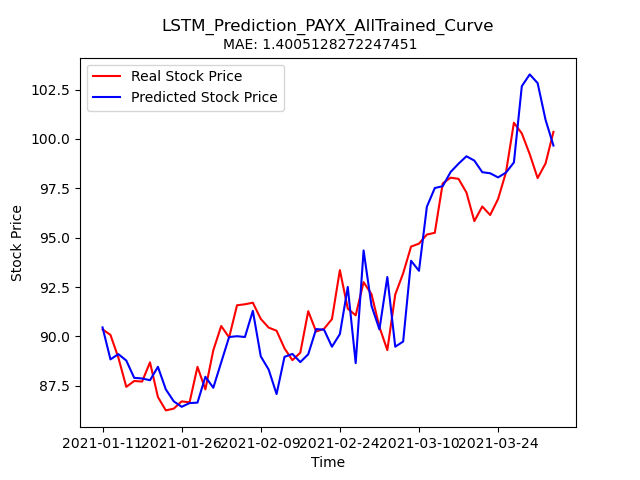 LSTM_Prediction_PAYX_AllTrained_Curve
MAE: 1.4005128272247451
Real Stock Price
Predicted Stock Price
102.5
100.0
97.5
95.0
92.5
90.0
87.5
Stock Price
2021-01-11 2021-01-26 2021-02-09 2021-02-24 2021-03-10 2021-03-24
Time